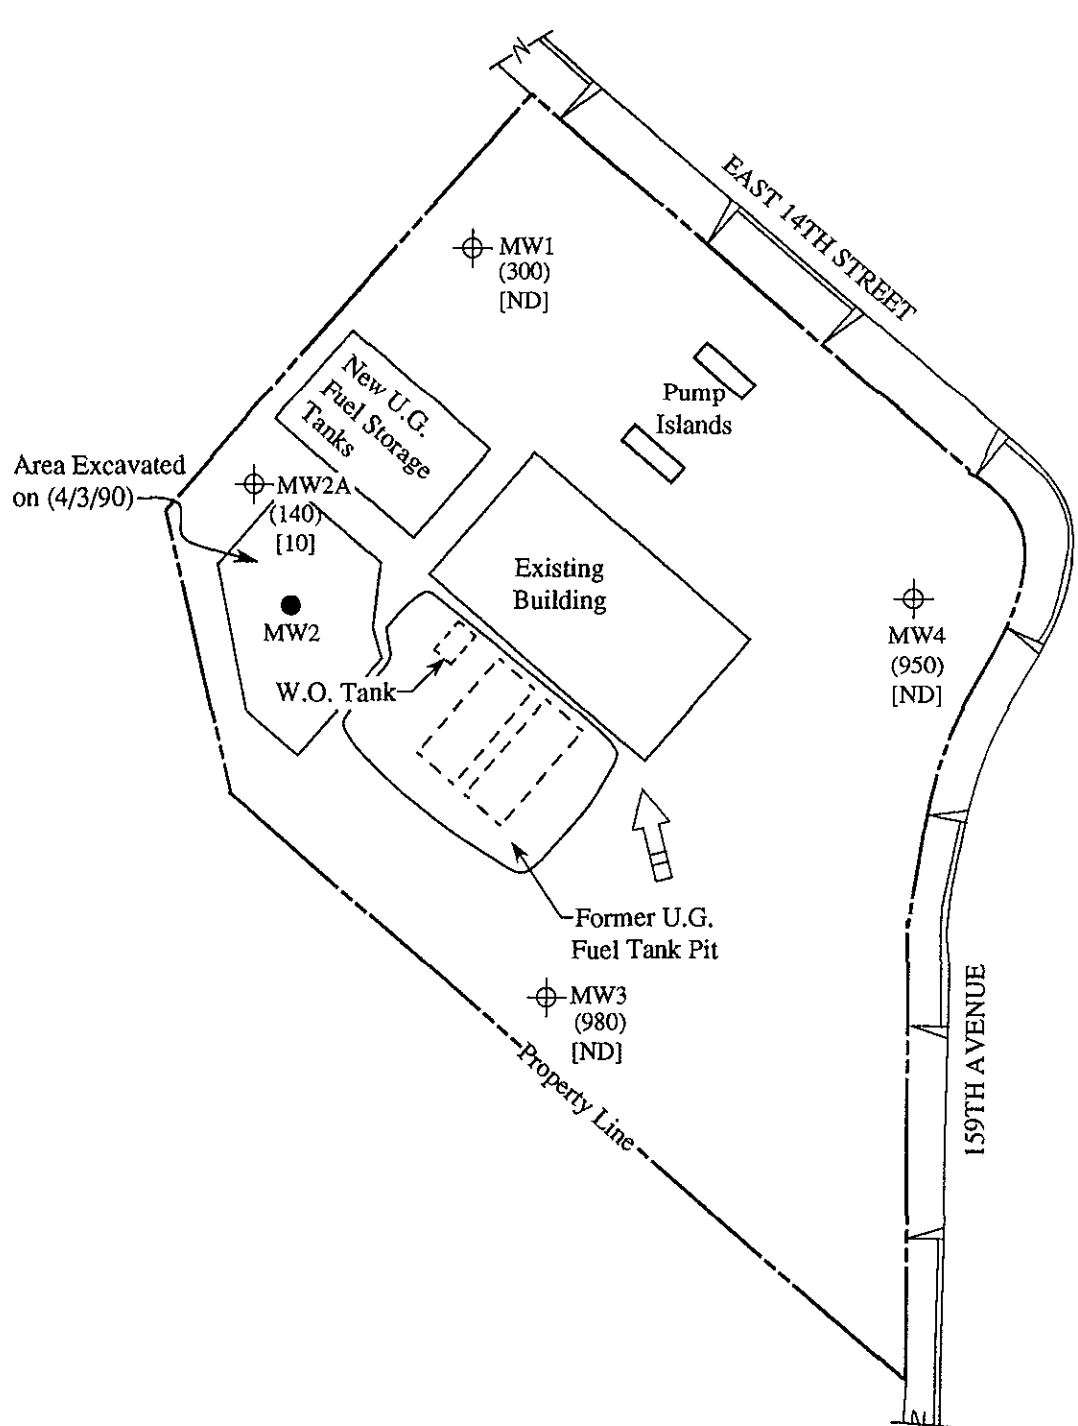 EAST 14TH STREET
MW1
(300)
[ND]
New U.G.
Fuel Storage
Tanks
Pump
Islands
Area Excavated
on (4/3/90)
MW2A
(140)
[10]
Existing
Building
MW2
MW4
(950)
[ND]
W.O. Tank
Former U.G.
Fuel Tank Pit
MW3
(980)
[ND]
Property Line
159TH AVENUE